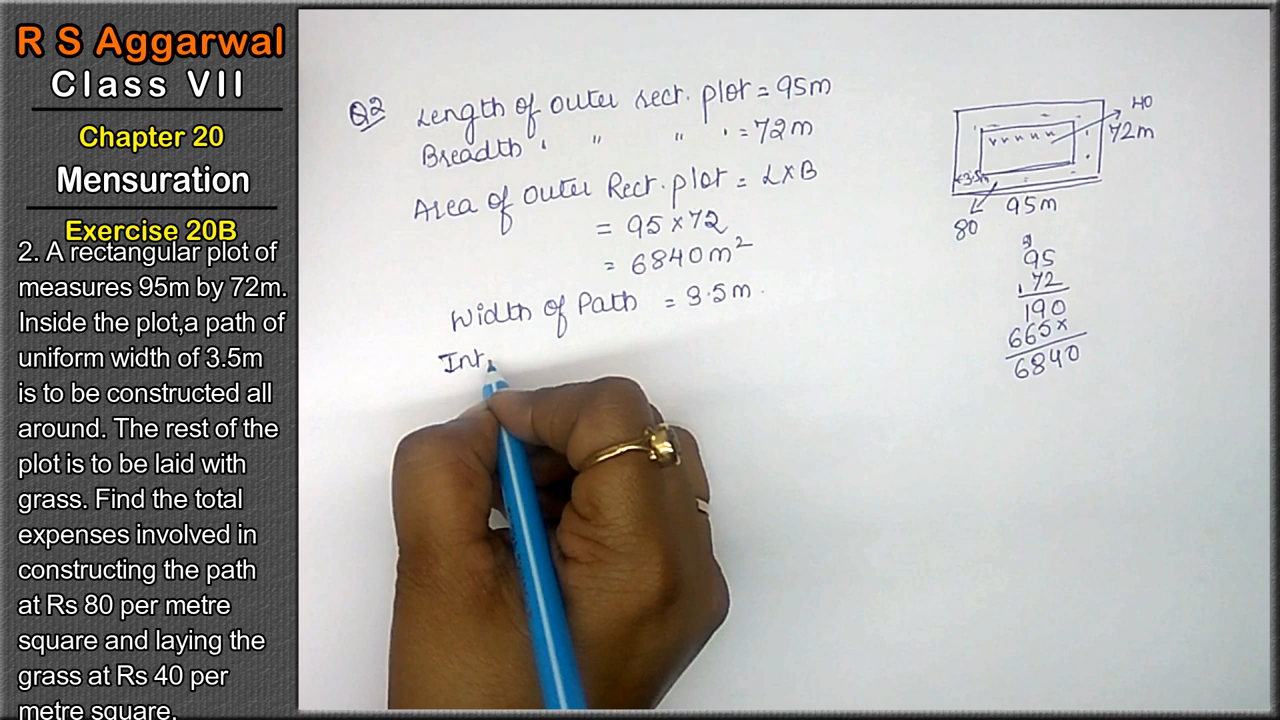 R S Aggarwal
Class VII
Chapter 20
Mensuration
Exercise 20B
2. A rectangular plot of
measures 95m by 72m.
Inside the plot,a path of
uniform width of 3.5m
is to be constructed all
around. The rest of the
plot is to be laid with
grass. Find the total
expenses involved in
constructing the path
at Rs 80 per metre
square and laying the
grass at Rs 40 per
metre square.
Q2 Length of outer rect. plot = 95m
Breadth " " " = 72m
Area of outer Rect. plot = L×B
= 95×72
= 6840m²
Width of Path = 3.5m.
Int
40
72m
3.5m
95m
80
95
72
190
665×
6840